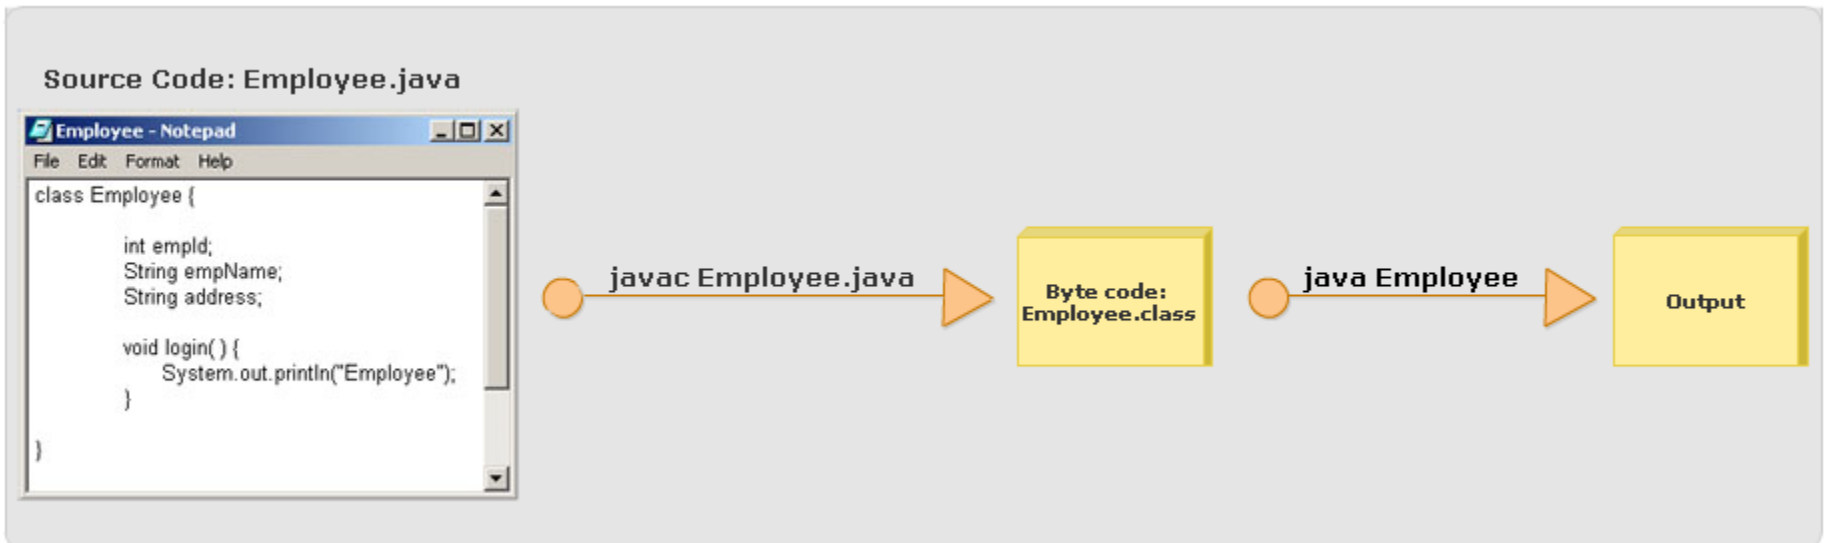 Source Code: Employee.java
Employee - Notepad
File Edit Format Help
class Employee {
int empId;
String empName;
String address;
void login( ) {
System.out.println("Employee");
}
}
javac Employee.java
Byte code:
Employee.class
java Employee
Output